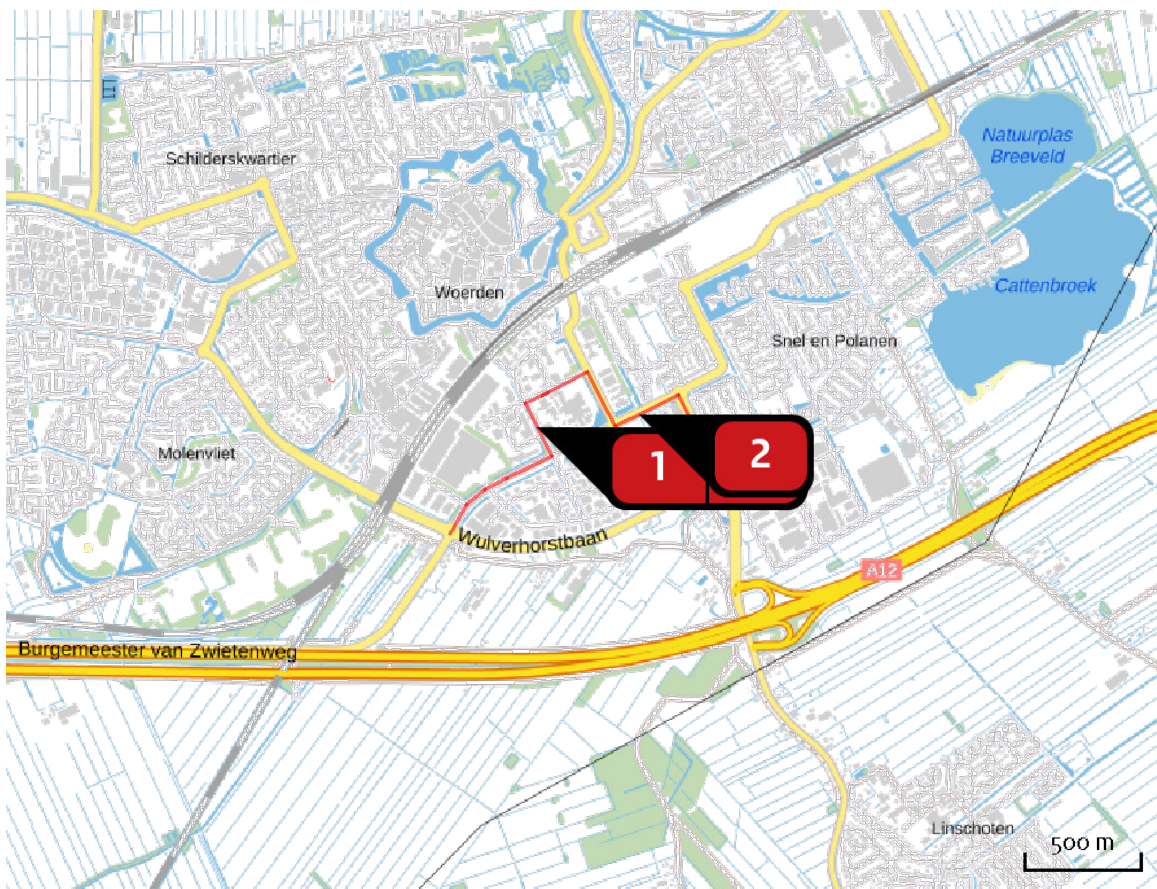 Natuurplas
Breeveld
Schilderskwartier
Woerden
Cattenbroek
Snel en Polanen
Molenvliet
1
2
Wulverhorstbaan
A12
Burgemeester van Zwietenweg
Linschoten
500 m